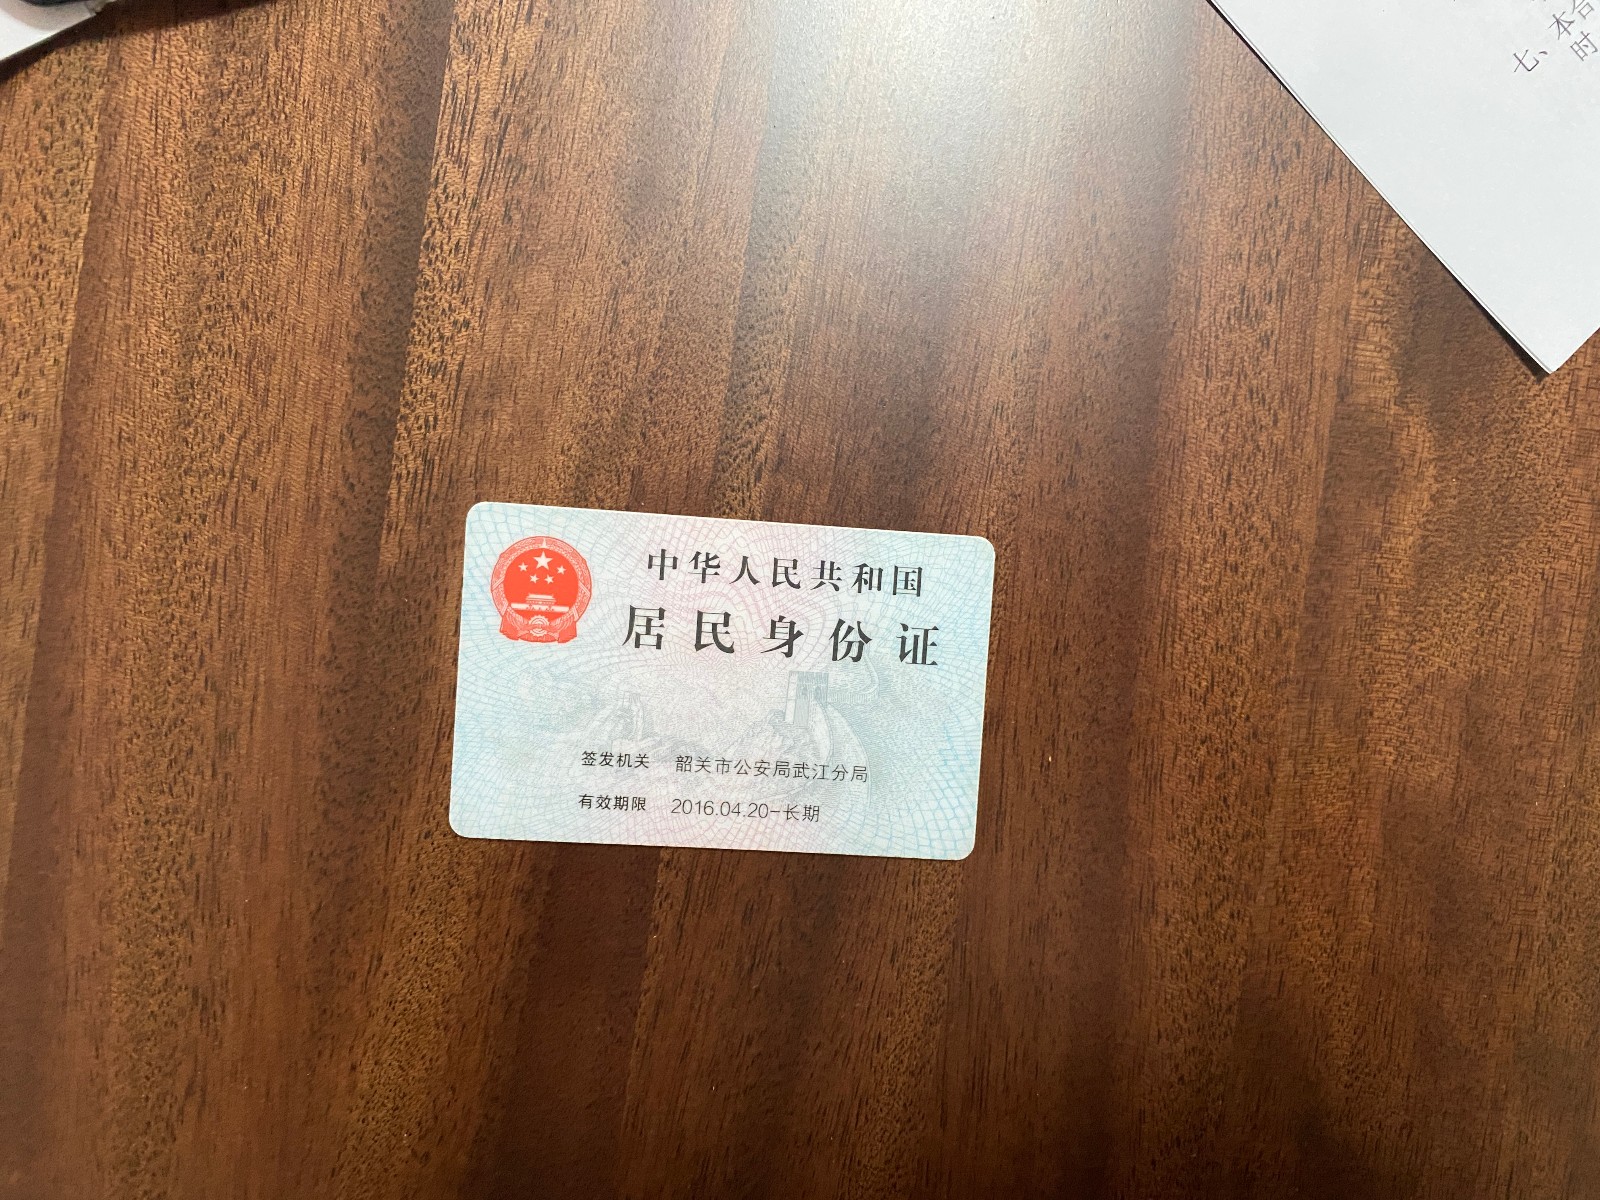 七、本合
时
中华人民共和国
居民身份证
签发机关 韶关市公安局武江分局
有效期限 2016.04.20-长期